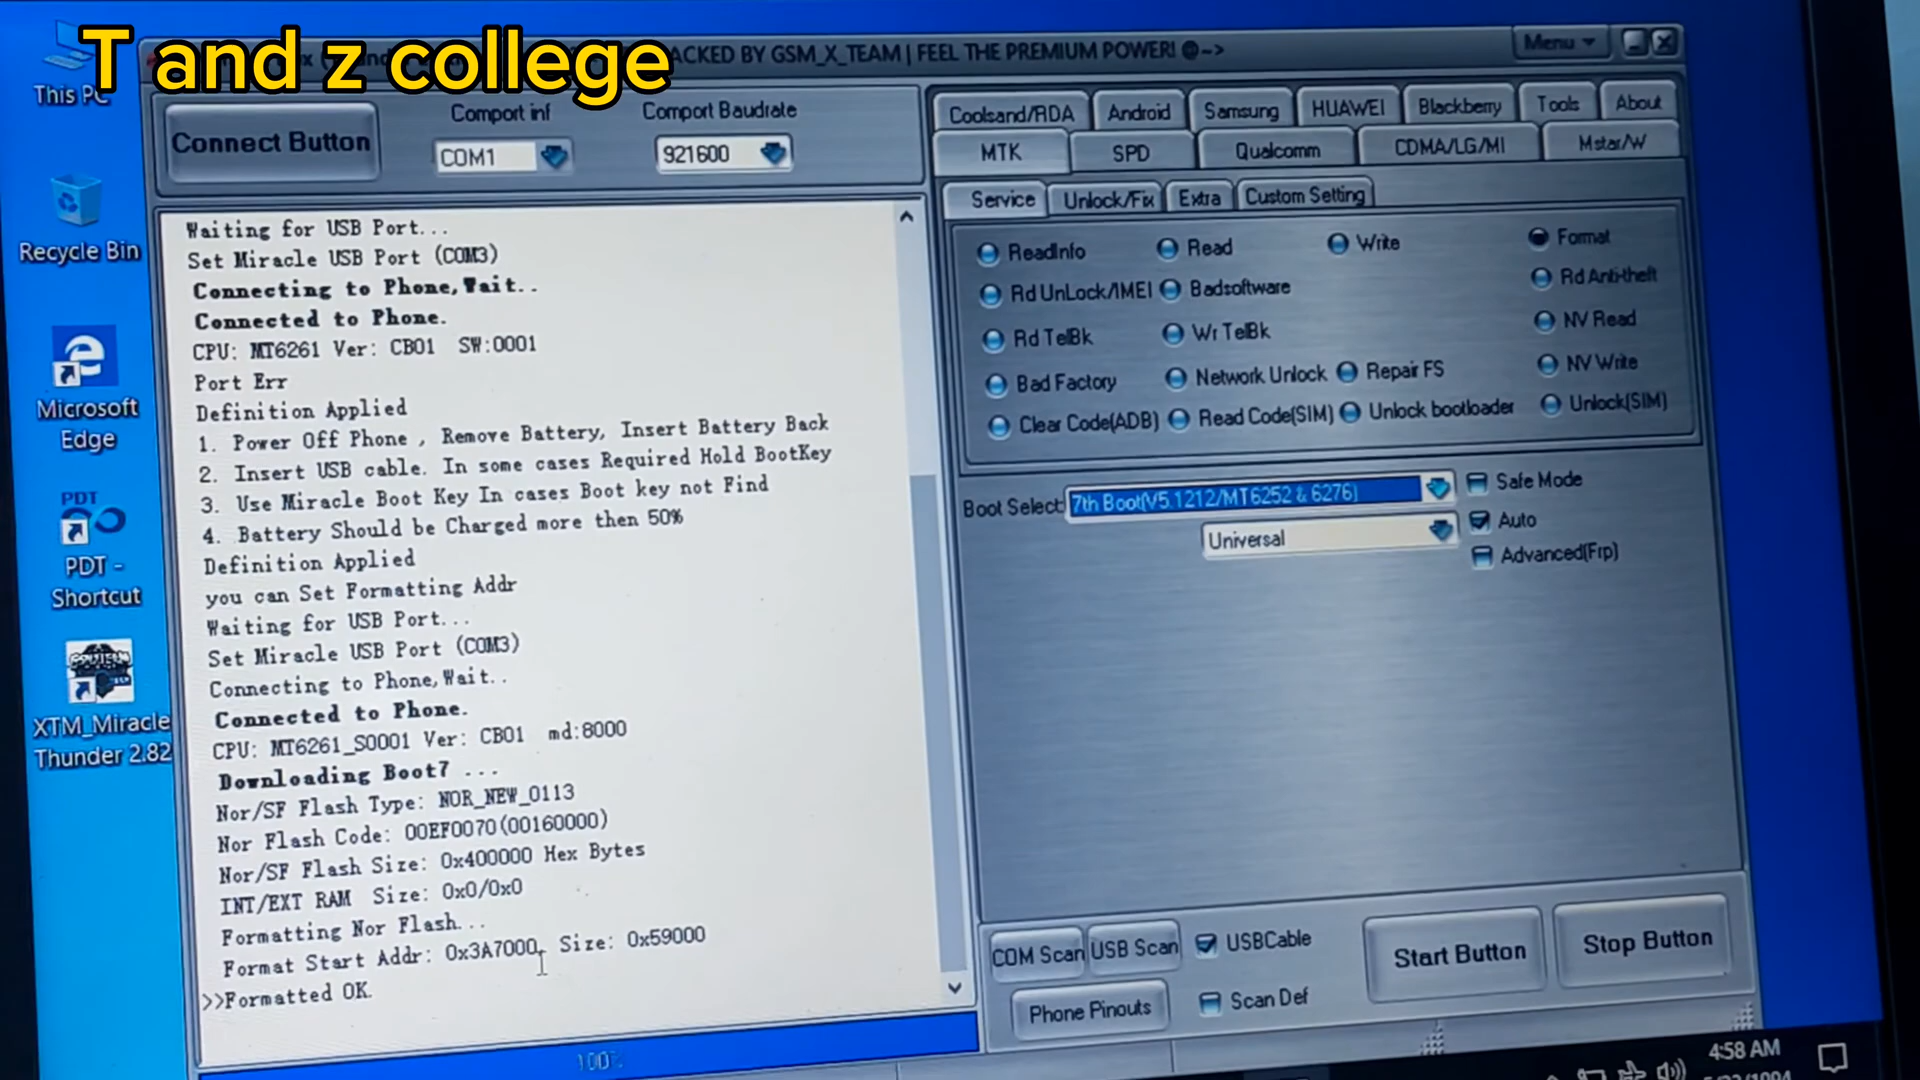 T and z college
ACKED BY GSM_X_TEAM | FEEL THE PREMIUM POWER! @-->
Menu
This PC
Recycle Bin
Microsoft
Edge
PDT
PDT -
Shortcut
XTM_Miracle
Thunder 2.82
Connect Button
Comport inf
COM1
Comport Baudrate
921600
Waiting for USB Port...
Set Miracle USB Port (COM3)
Connecting to Phone,Wait..
Connected to Phone.
CPU: MT6261 Ver: CB01 SW:0001
Port Err
Definition Applied
1. Power Off Phone , Remove Battery, Insert Battery Back
2. Insert USB cable. In some cases Required Hold BootKey
3. Use Miracle Boot Key In cases Boot key not Find
4. Battery Should be Charged more then 50%
Definition Applied
you can Set Formatting Addr
Waiting for USB Port...
Set Miracle USB Port (COM3)
Connecting to Phone,Wait..
Connected to Phone.
CPU: MT6261_S0001 Ver: CB01 md:8000
Downloading Boot7 ...
Nor/SF Flash Type: NOR_NEW_0113
Nor Flash Code: 00EF0070(00160000)
Nor/SF Flash Size: 0x400000 Hex Bytes
INT/EXT RAM Size: 0x0/0x0
Formatting Nor Flash...
Format Start Addr: 0x3A7000, Size: 0x59000
>>Formatted OK.
100%
Coolsand/RDA Android Samsung HUAWEI Blackberry Tools About
MTK SPD Qualcomm CDMA/LG/MI Mstar/W
Service Unlock/Fix Extra Custom Setting
ReadInfo Read Write Format
Rd UnLock/IMEI Badsoftware Rd Anti-theft
Rd TelBk Wr TelBk NV Read
Bad Factory Network Unlock Repair FS NV Write
Clear Code(ADB) Read Code(SIM) Unlock bootloader Unlock(SIM)
Boot Select: 7th Boot(V5.1212/MT6252 & 6276) Safe Mode
Universal Auto
Advanced(Frp)
COM Scan USB Scan USBCable
Phone Pinouts Scan Def
Start Button Stop Button
4:58 AM